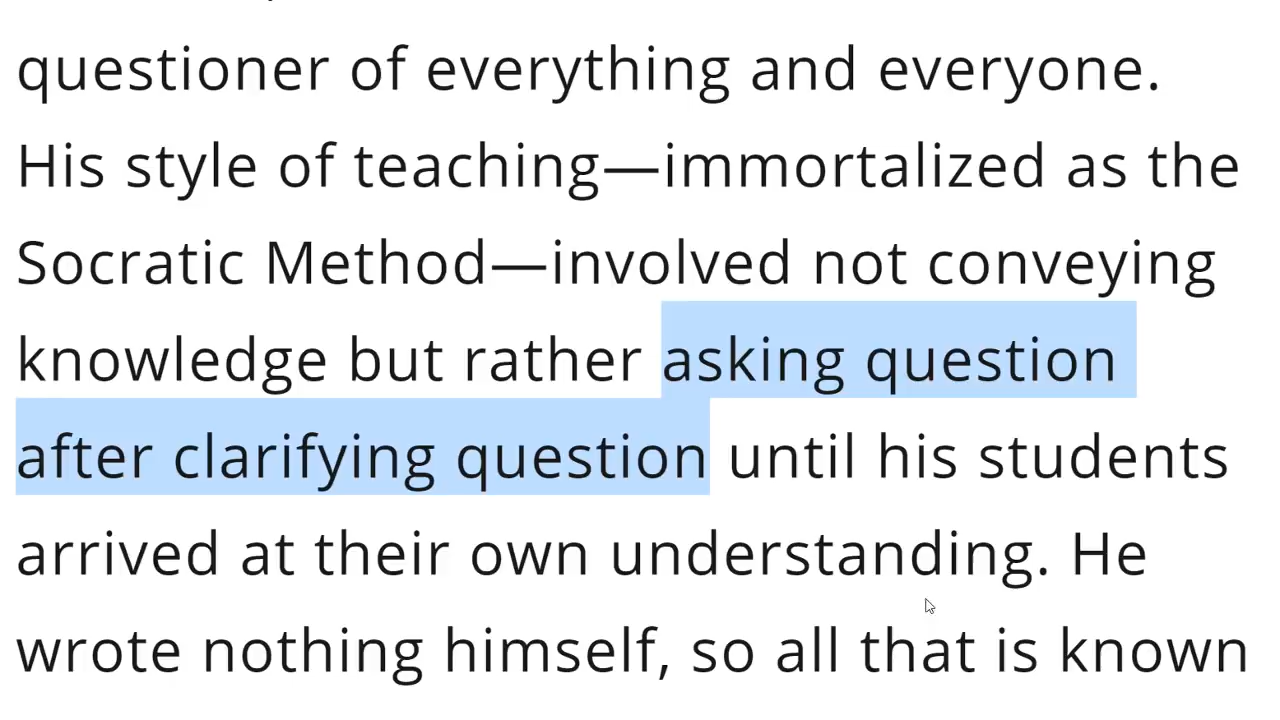 questioner of everything and everyone.
His style of teaching—immortalized as the
Socratic Method—involved not conveying
knowledge but rather asking question
after clarifying question until his students
arrived at their own understanding. He
wrote nothing himself, so all that is known